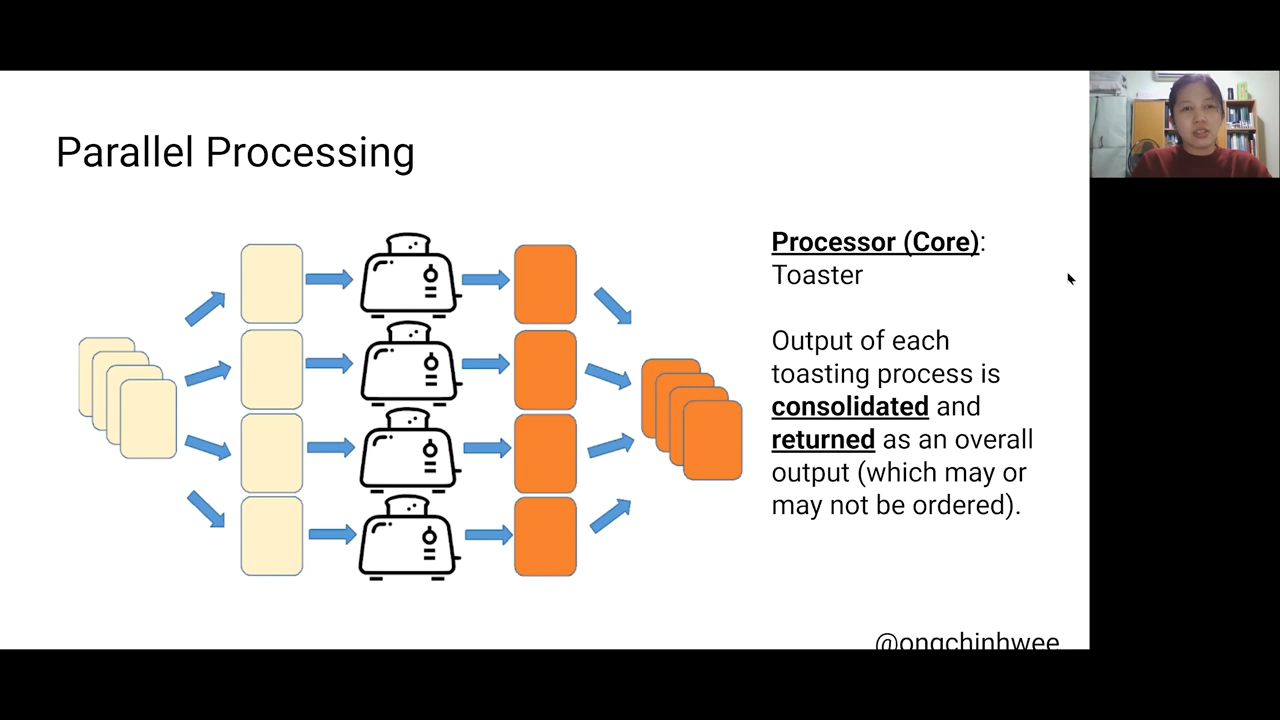 Parallel Processing
Processor (Core):
Toaster
Output of each
toasting process is
consolidated and
returned as an overall
output (which may or
may not be ordered).
@ongchinhwee